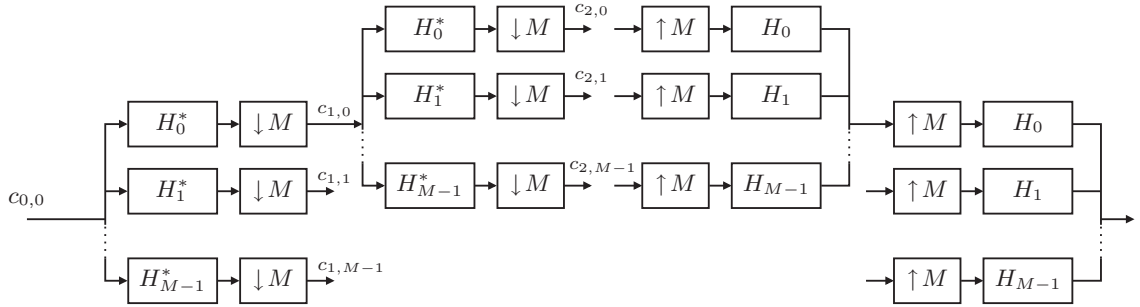 H_0^* ↓M c_{2,0} ↑M H_0
H_1^* ↓M c_{2,1} ↑M H_1
H_0^* ↓M c_{1,0} ↑M H_0
H_{M-1}^* ↓M c_{2,M-1} ↑M H_{M-1}
H_1^* ↓M c_{1,1} ↑M H_1
c_{0,0}
H_{M-1}^* ↓M c_{1,M-1} ↑M H_{M-1}